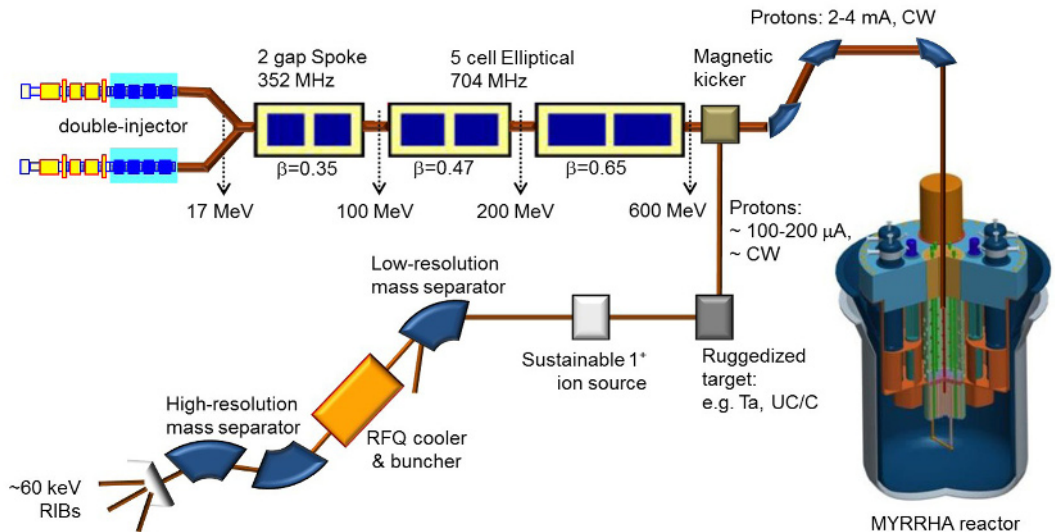 Protons: 2-4 mA, CW
2 gap Spoke
352 MHz
5 cell Elliptical
704 MHz
Magnetic
kicker
double-injector
β=0.35
β=0.47
β=0.65
17 MeV
100 MeV
200 MeV
600 MeV
Protons:
~ 100-200 μA,
~ CW
Low-resolution
mass separator
Sustainable 1⁺
ion source
Ruggedized
target:
e.g. Ta, UC/C
High-resolution
mass separator
RFQ cooler
& buncher
~60 keV
RIBs
MYRRHA reactor